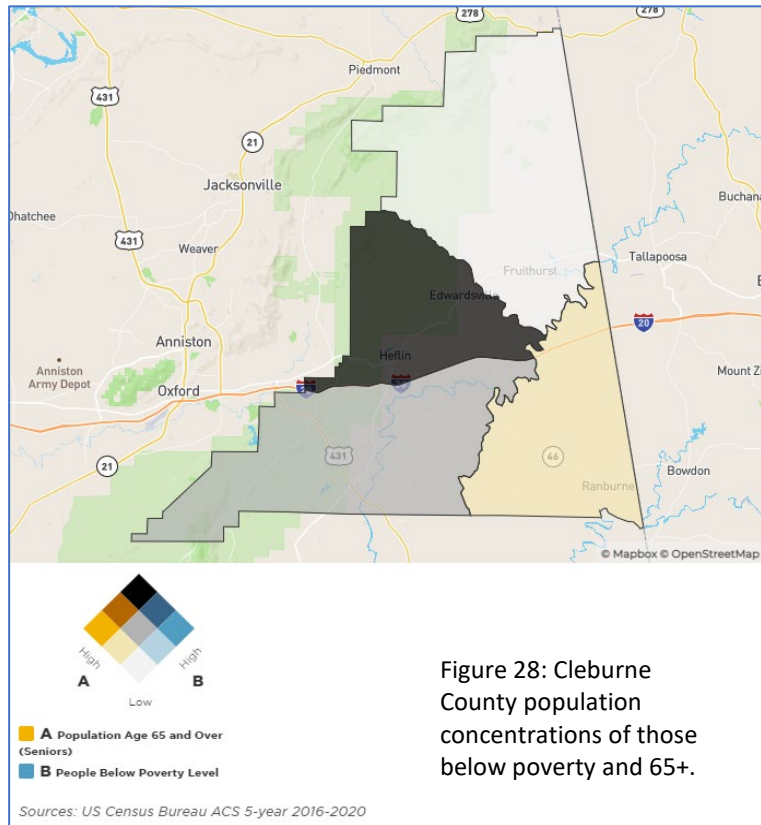 278
278
Piedmont
431
21
Jacksonville
Buchana
Ohatchee
431
Weaver
Tallapoosa
Fruithurst
Edwardsville
20
Anniston
Heflin
Anniston
Army Depot
Oxford
Mount Zi
431
46
21
Bowdon
Ranburne
© Mapbox © OpenStreetMap
High
High
A
B
Low
A Population Age 65 and Over
(Seniors)
B People Below Poverty Level
Figure 28: Cleburne
County population
concentrations of those
below poverty and 65+.
Sources: US Census Bureau ACS 5-year 2016-2020